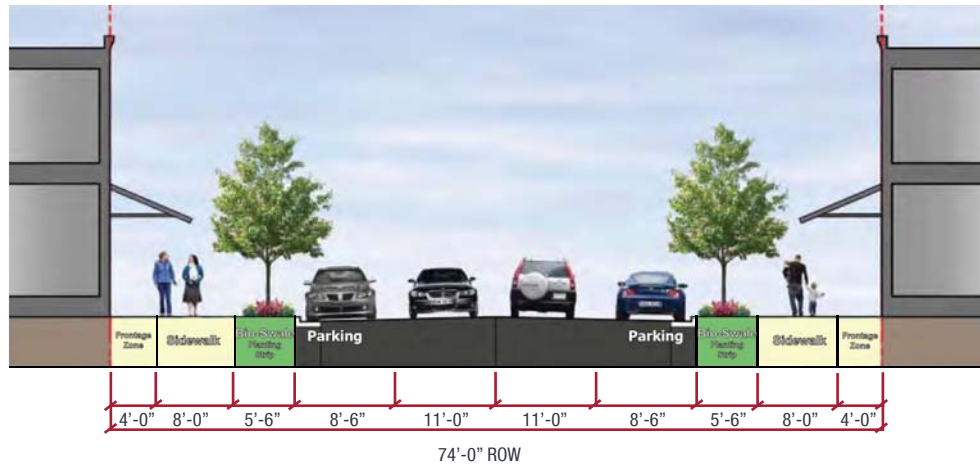 Frontage
Zone
Sidewalk
Bio-Swale
Planting
Strip
Parking
Parking
Bio-Swale
Planting
Strip
Sidewalk
Frontage
Zone
4’-0”
8’-0”
5’-6”
8’-6”
11’-0”
11’-0”
8’-6”
5’-6”
8’-0”
4’-0”
74’-0” ROW